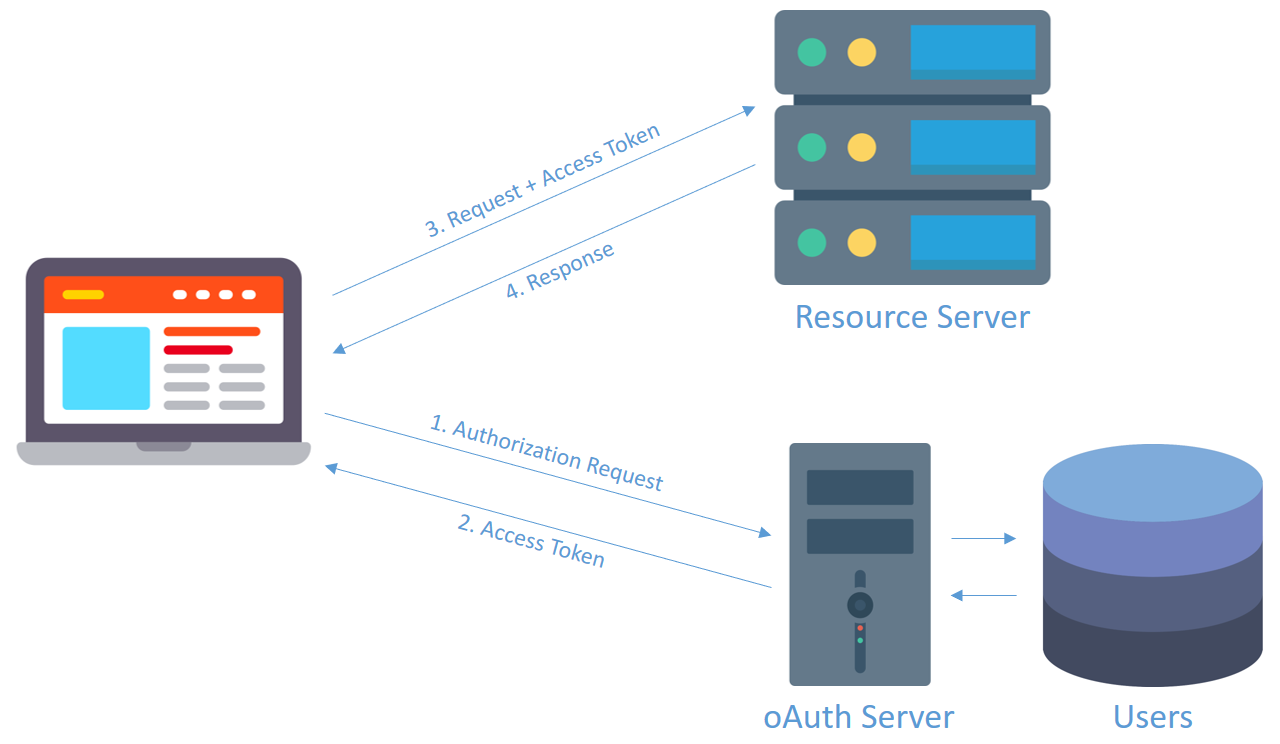 3. Request + Access Token
4. Response
Resource Server
1. Authorization Request
2. Access Token
oAuth Server
Users